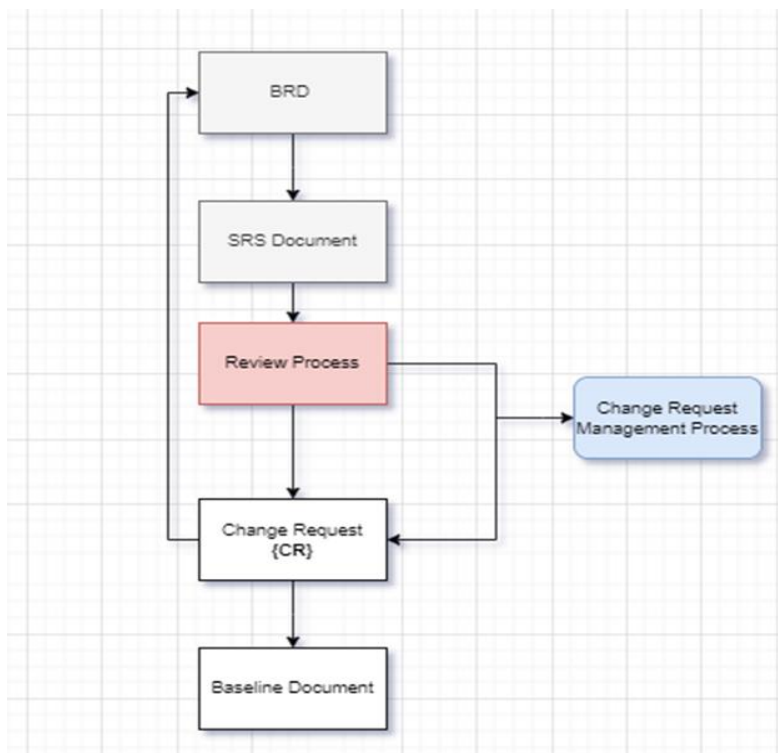 BRD
SRS Document
Review Process
Change Request
Management Process
Change Request
{CR}
Baseline Document